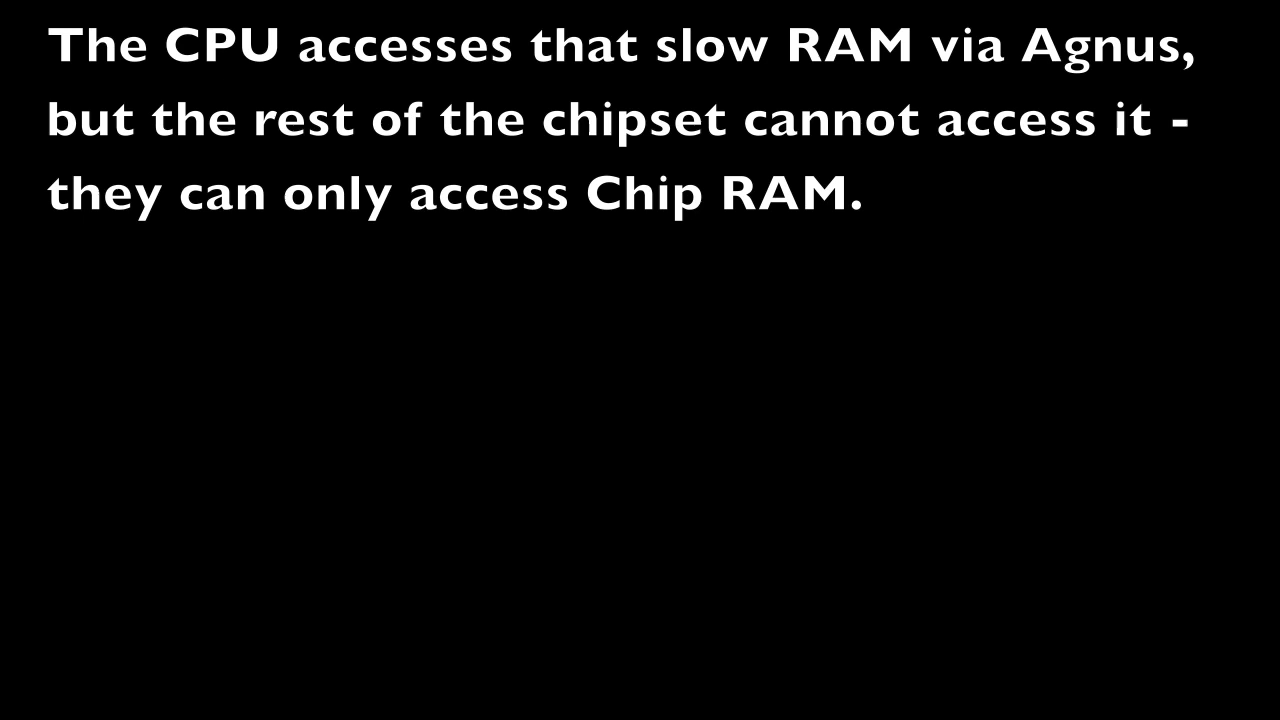 The CPU accesses that slow RAM via Agnus,
but the rest of the chipset cannot access it -
they can only access Chip RAM.